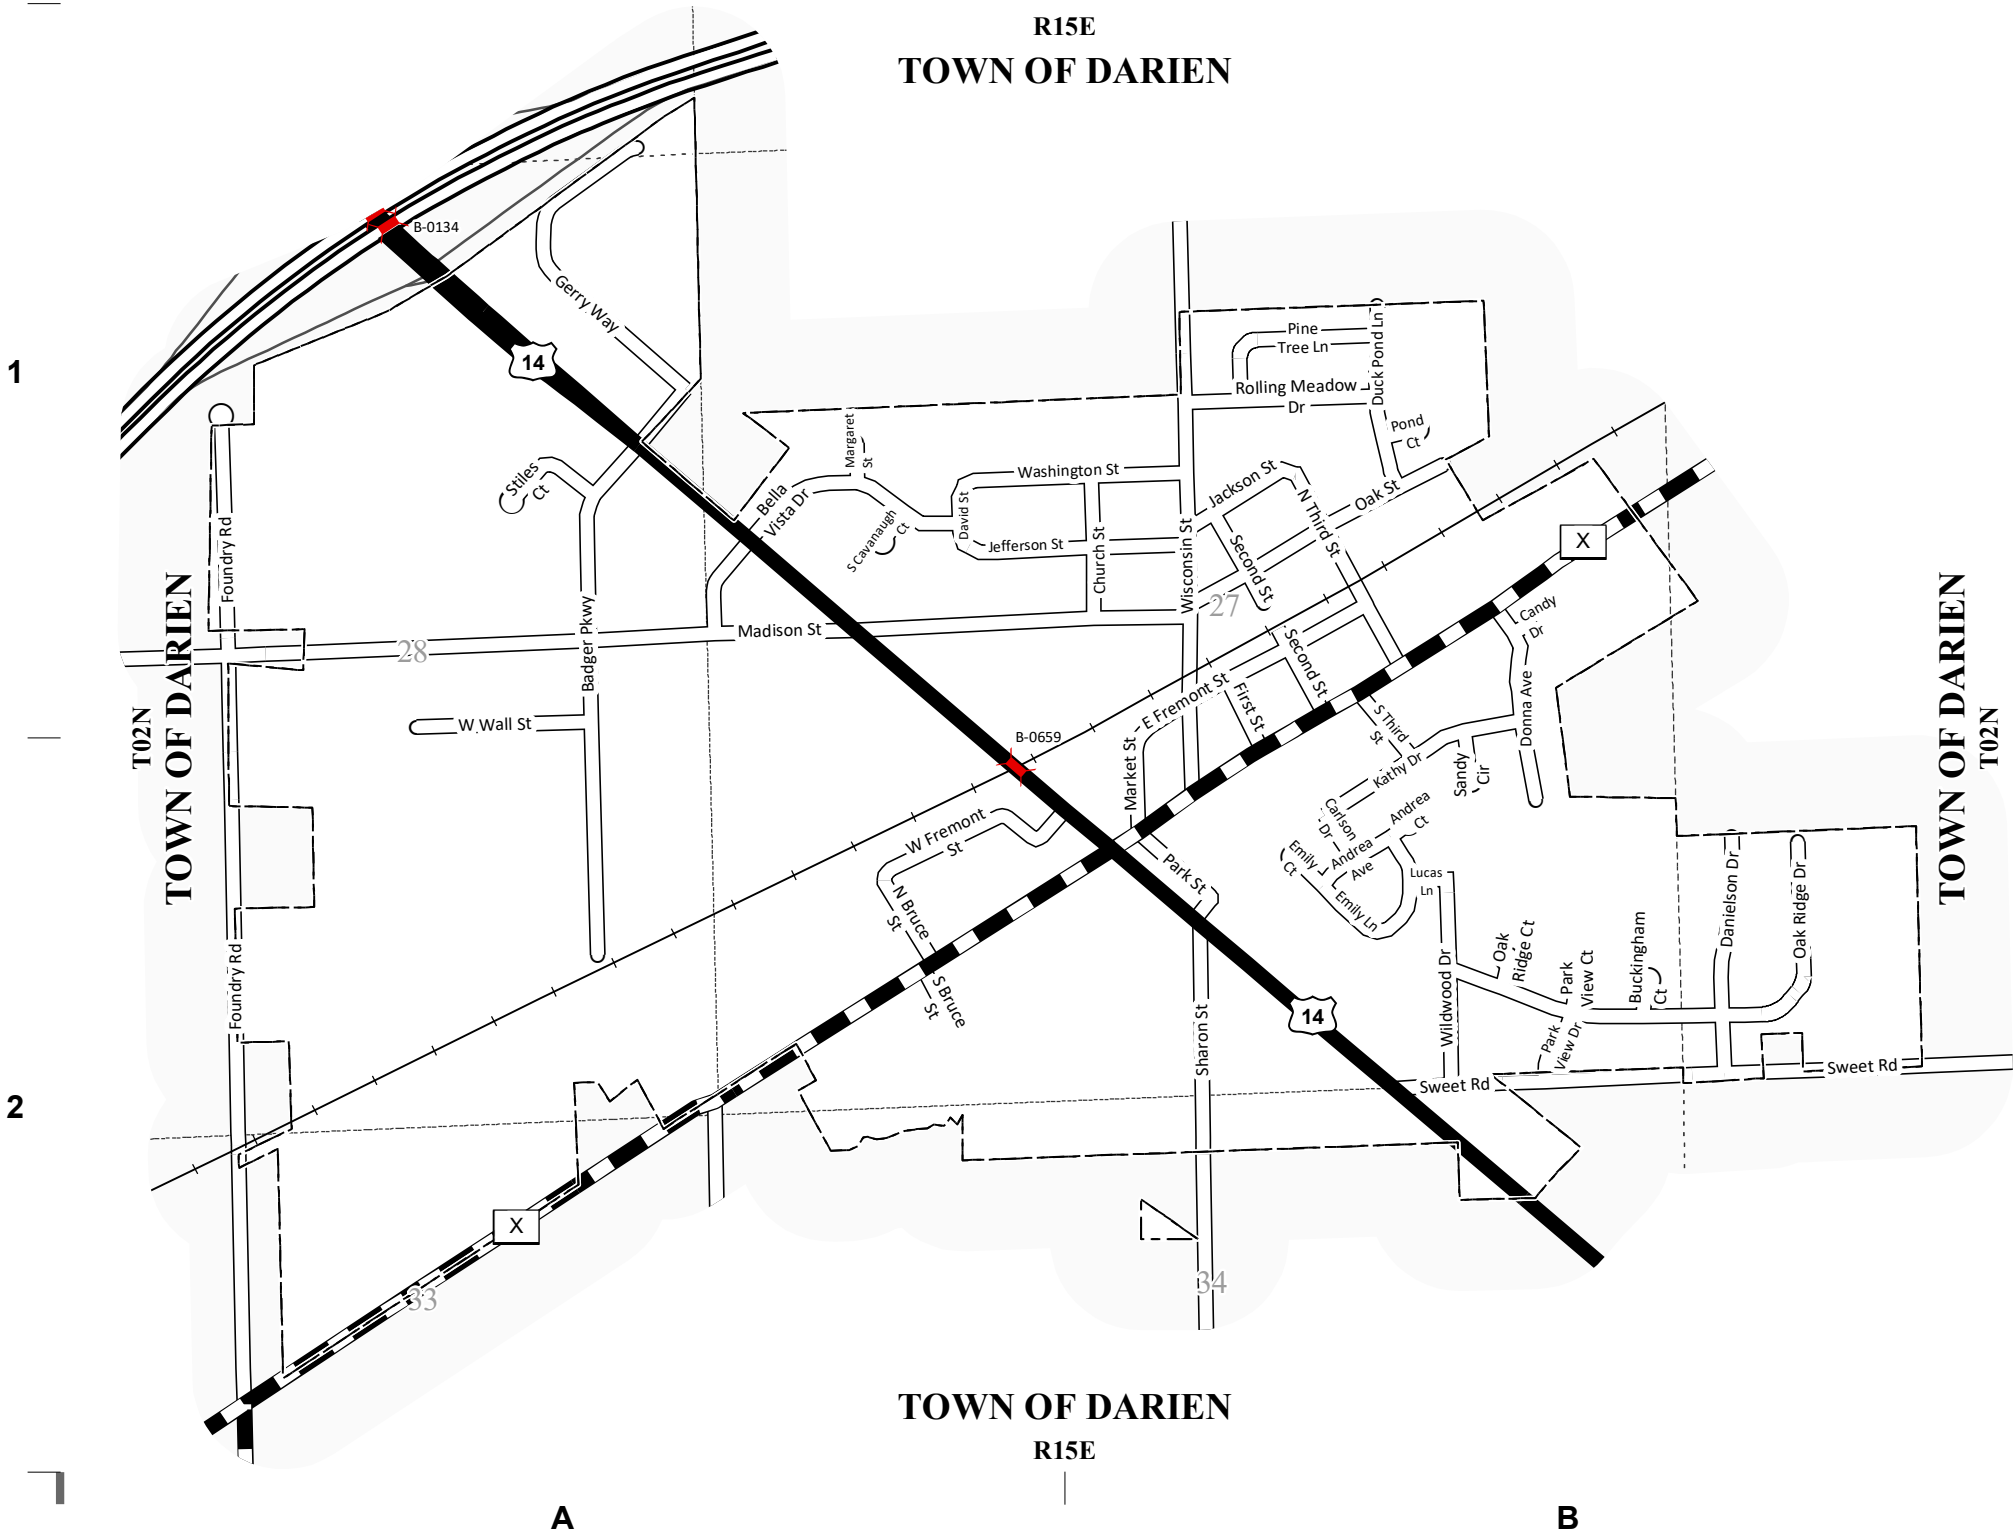 R15E
TOWN OF DARIEN
B-0134
Gerry Way
14
1
Pine
Tree Ln
Duck Pond Ln
Rolling Meadow
Dr
Pond
Ct
Margaret
St
Stiles
Ct
Bella
Vista Dr
Washington St
David St
S Cavanaugh
Ct
Jefferson St
Church St
Wisconsin St
Jackson St
N Third St
Oak St
Second St
X
Foundry Rd
27
Candy
Dr
Madison St
28
Badger Pkwy
Second St
E Fremont St
First St
S Third
St
Donna Ave
TOWN OF DARIEN
T02N
TOWN OF DARIEN
T02N
W Wall St
B-0659
Market St
Kathy Dr
Sandy
Cir
Carlson
Dr
Andrea
Ct
W Fremont
St
Andrea
Ave
Emily
Ct
Park St
Lucas
Ln
Emily Ln
N Bruce
St
S Bruce
St
Danielson Dr
Oak Ridge Dr
Oak
Ridge Ct
Park
View Ct
Buckingham
Ct
Wildwood Dr
Park
View Dr
Foundry Rd
14
Sharon St
Sweet Rd
Sweet Rd
2
X
33
34
TOWN OF DARIEN
R15E
A
B